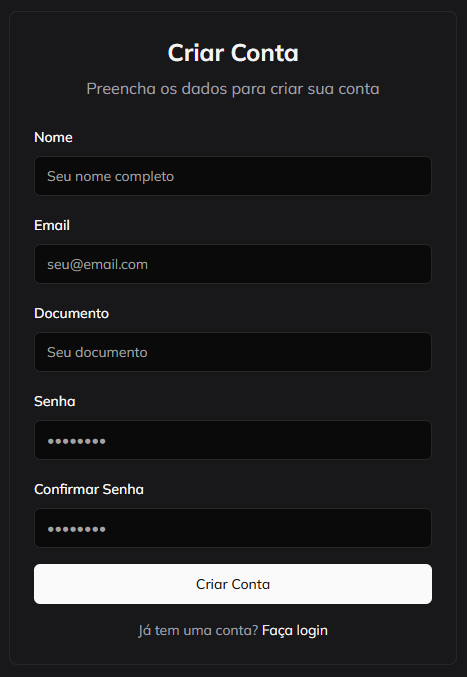 Criar Conta
Preencha os dados para criar sua conta
Nome
Seu nome completo
Email
seu@email.com
Documento
Seu documento
Senha
●●●●●●●●
Confirmar Senha
●●●●●●●●
Criar Conta
Já tem uma conta? Faça login